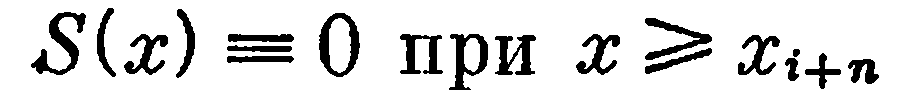 S(x) ≡ 0 при x ⩾ x_{i+n}